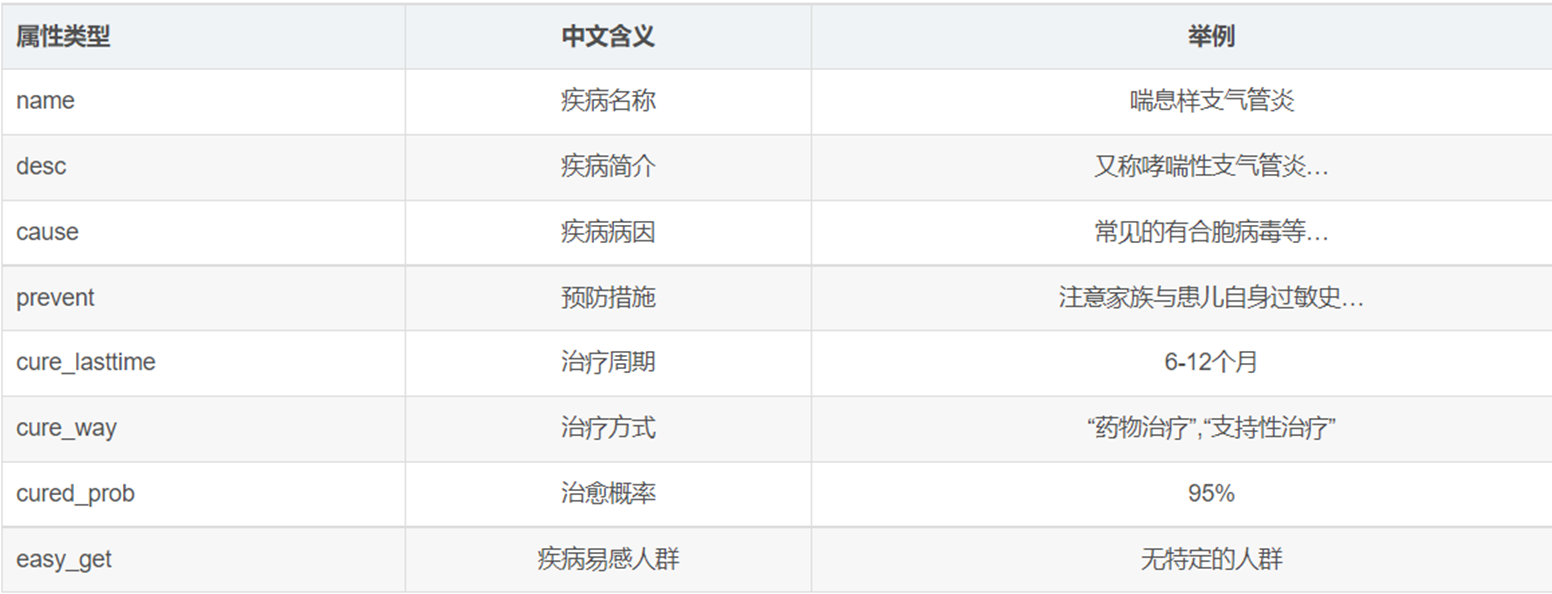 属性类型 中文含义 举例
name 疾病名称 喘息样支气管炎
desc 疾病简介 又称哮喘性支气管炎…
cause 疾病病因 常见的有合胞病毒等…
prevent 预防措施 注意家族与患儿自身过敏史…
cure_lasttime 治疗周期 6-12个月
cure_way 治疗方式 “药物治疗”,“支持性治疗”
cured_prob 治愈概率 95%
easy_get 疾病易感人群 无特定的人群